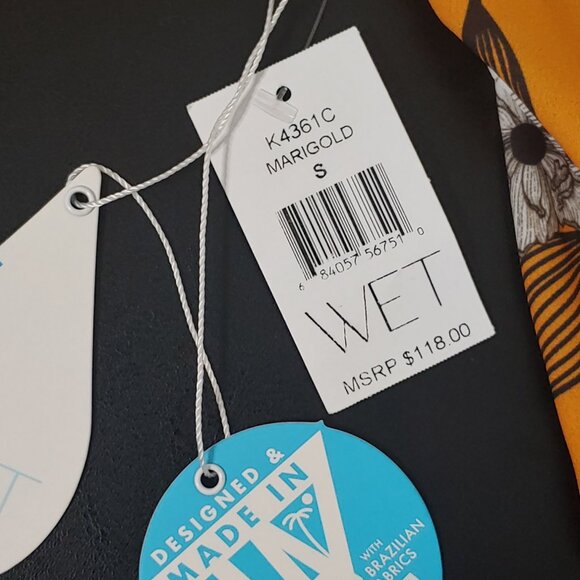 K4361C
MARIGOLD
S
6 84057 56751 0
WET
MSRP $118.00
DESIGNED &
MADE IN
WITH
BRAZILIAN